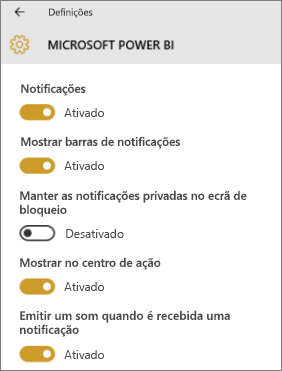 Definições
MICROSOFT POWER BI
Notificações
Ativado
Mostrar barras de notificações
Ativado
Manter as notificações privadas no ecrã de
bloqueio
Desativado
Mostrar no centro de ação
Ativado
Emitir um som quando é recebida uma
notificação
Ativado